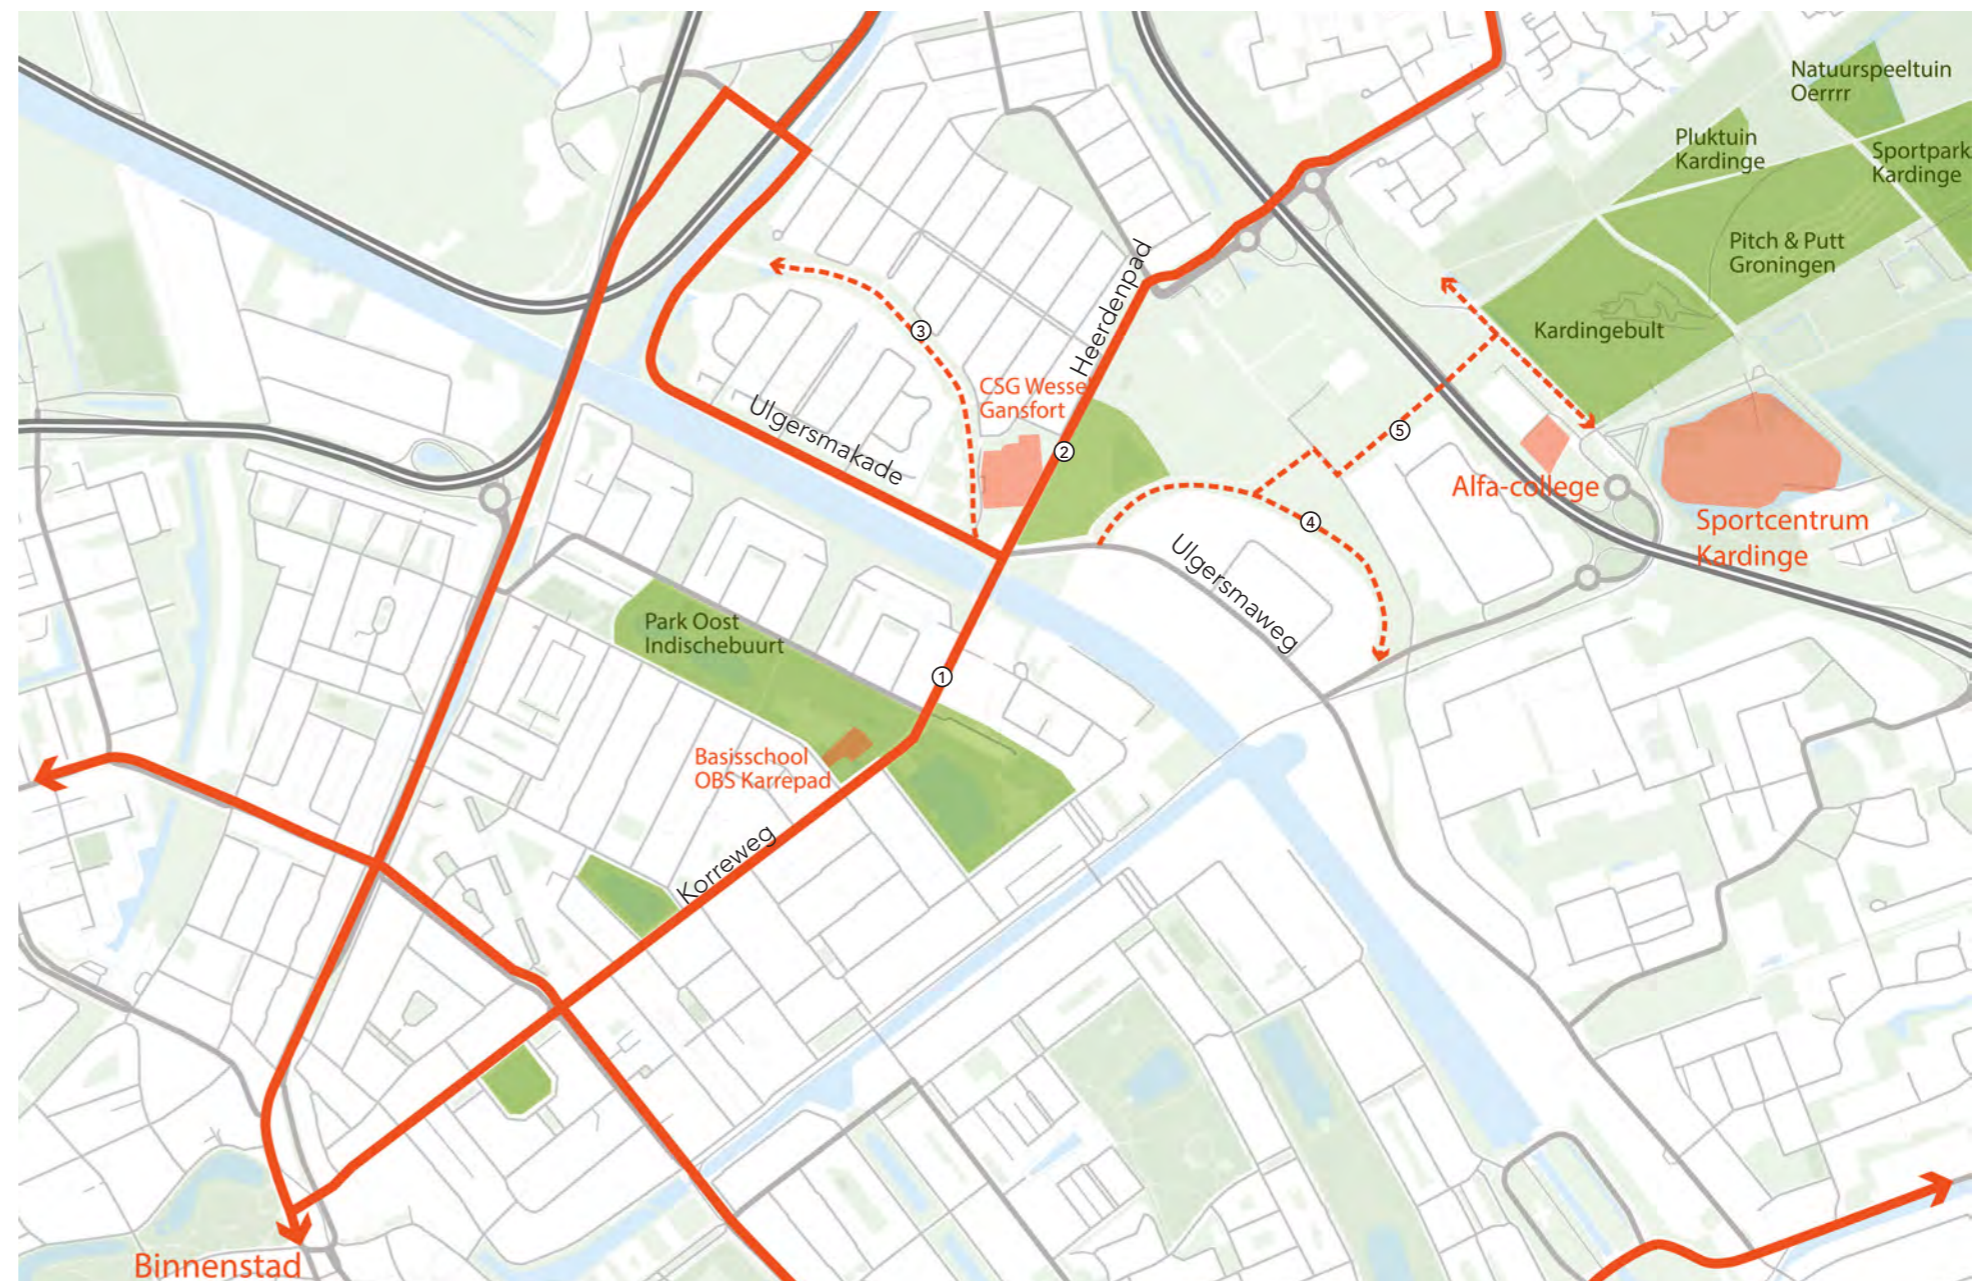 Natuurspeeltuin
Oerrrr
Pluktuin
Kardinge
Sportpark
Kardinge
Pitch & Putt
Groningen
Kardingebult
Heerdenpad
③
CSG Wesse
Gansfort
Ulgersmakade
②
⑤
Alfa-college
Sportcentrum
Kardinge
④
Ulgersmaweg
Park Oost
Indischebuurt
①
Basisschool
OBS Karrepad
Korreweg
Binnenstad